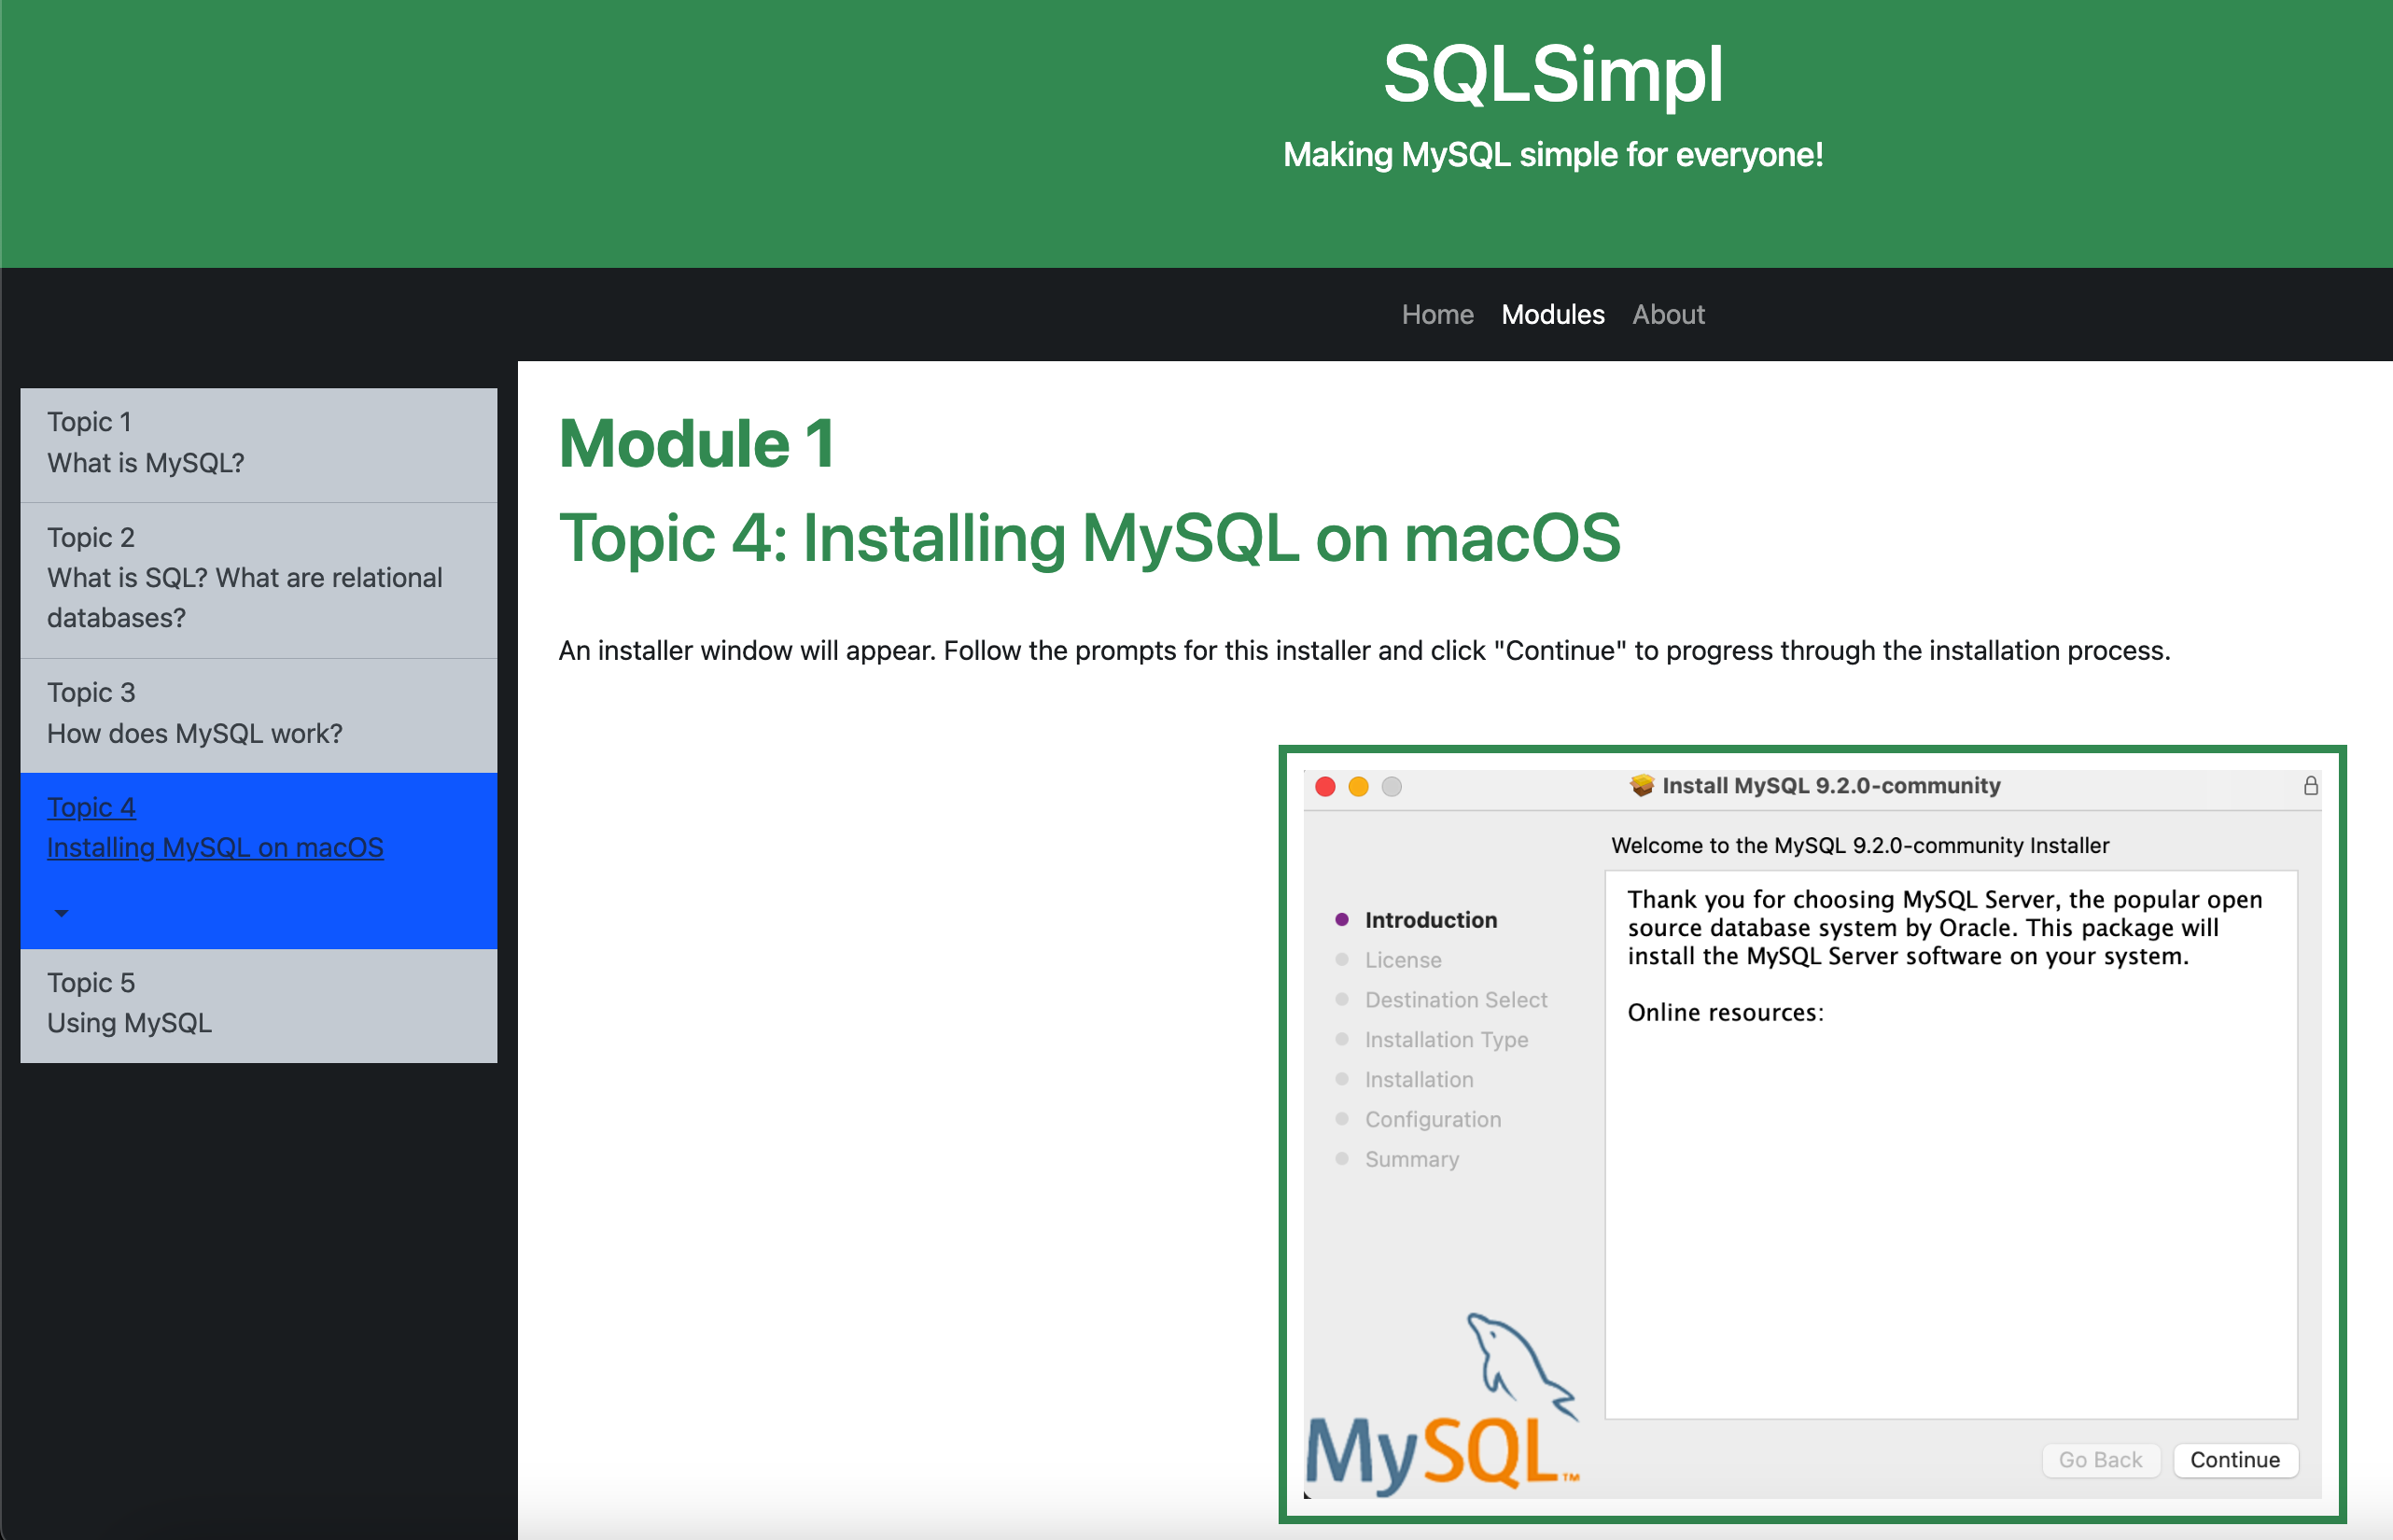 SQLSimpl
Making MySQL simple for everyone!
Home Modules About
Topic 1
What is MySQL?
Topic 2
What is SQL? What are relational
databases?
Topic 3
How does MySQL work?
Topic 4
Installing MySQL on macOS
Topic 5
Using MySQL
Module 1
Topic 4: Installing MySQL on macOS
An installer window will appear. Follow the prompts for this installer and click "Continue" to progress through the installation process.
Install MySQL 9.2.0-community
Welcome to the MySQL 9.2.0-community Installer
Introduction
License
Destination Select
Installation Type
Installation
Configuration
Summary
Thank you for choosing MySQL Server, the popular open
source database system by Oracle. This package will
install the MySQL Server software on your system.
Online resources:
MySQL™
Go Back Continue